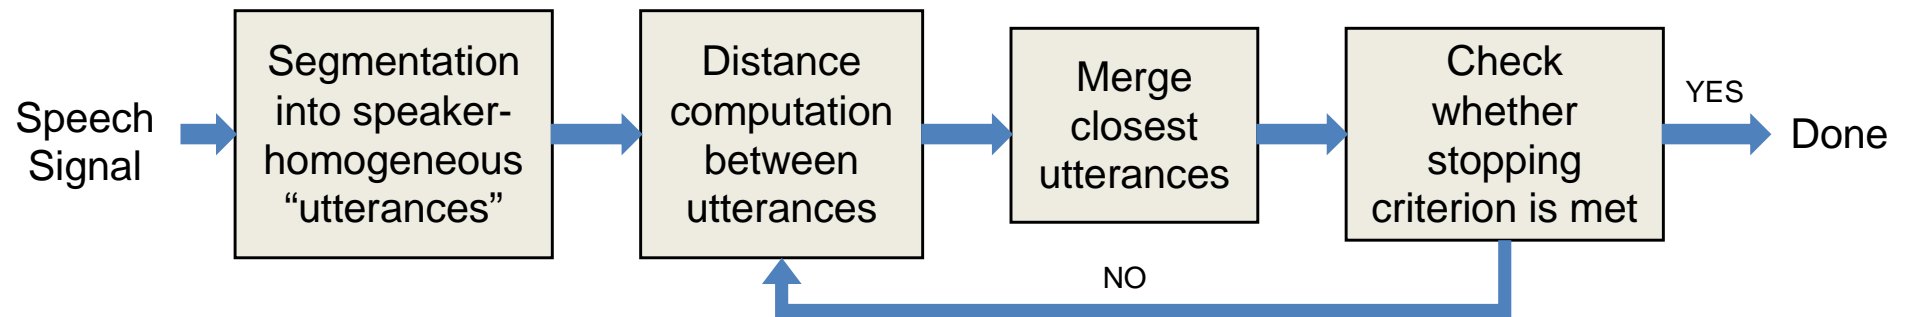 Speech
Signal
Segmentation
into speaker-
homogeneous
“utterances”
Distance
computation
between
utterances
Merge
closest
utterances
Check
whether
stopping
criterion is met
YES
Done
NO